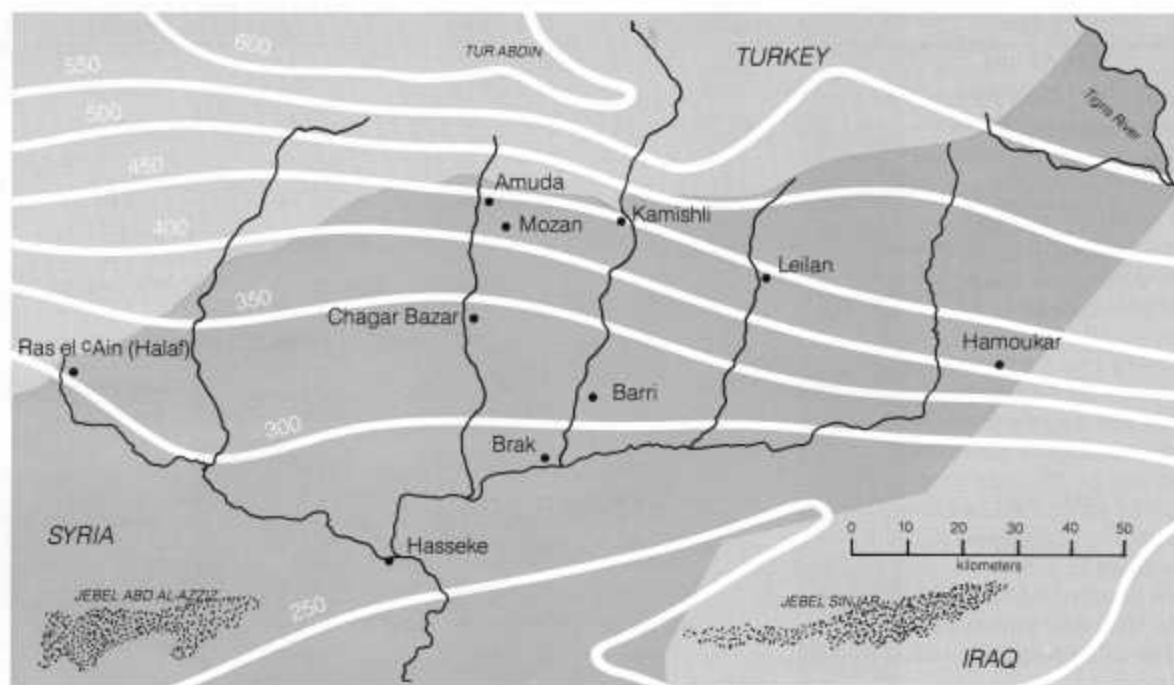 600
TUR ABDIN
TURKEY
550
500
Tigris River
450
Amuda
Mozan
Kamishli
400
Leilan
350
Chagar Bazar
Ras el ᶜAin (Halaf)
Hamoukar
Barri
300
Brak
SYRIA
0 10 20 30 40 50
kilometers
Hasseke
JEBEL ABD AL-AZZIZ
250
JEBEL SINJAR
IRAQ